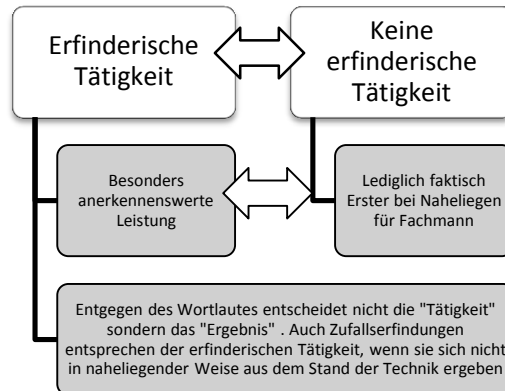 Erfinderische
Tätigkeit
Keine
erfinderische
Tätigkeit
Besonders
anerkennenswerte
Leistung
Lediglich faktisch
Erster bei Naheliegen
für Fachmann
Entgegen des Wortlautes entscheidet nicht die "Tätigkeit"
sondern das "Ergebnis" . Auch Zufallserfindungen
entsprechen der erfinderischen Tätigkeit, wenn sie sich nicht
in naheliegender Weise aus dem Stand der Technik ergeben